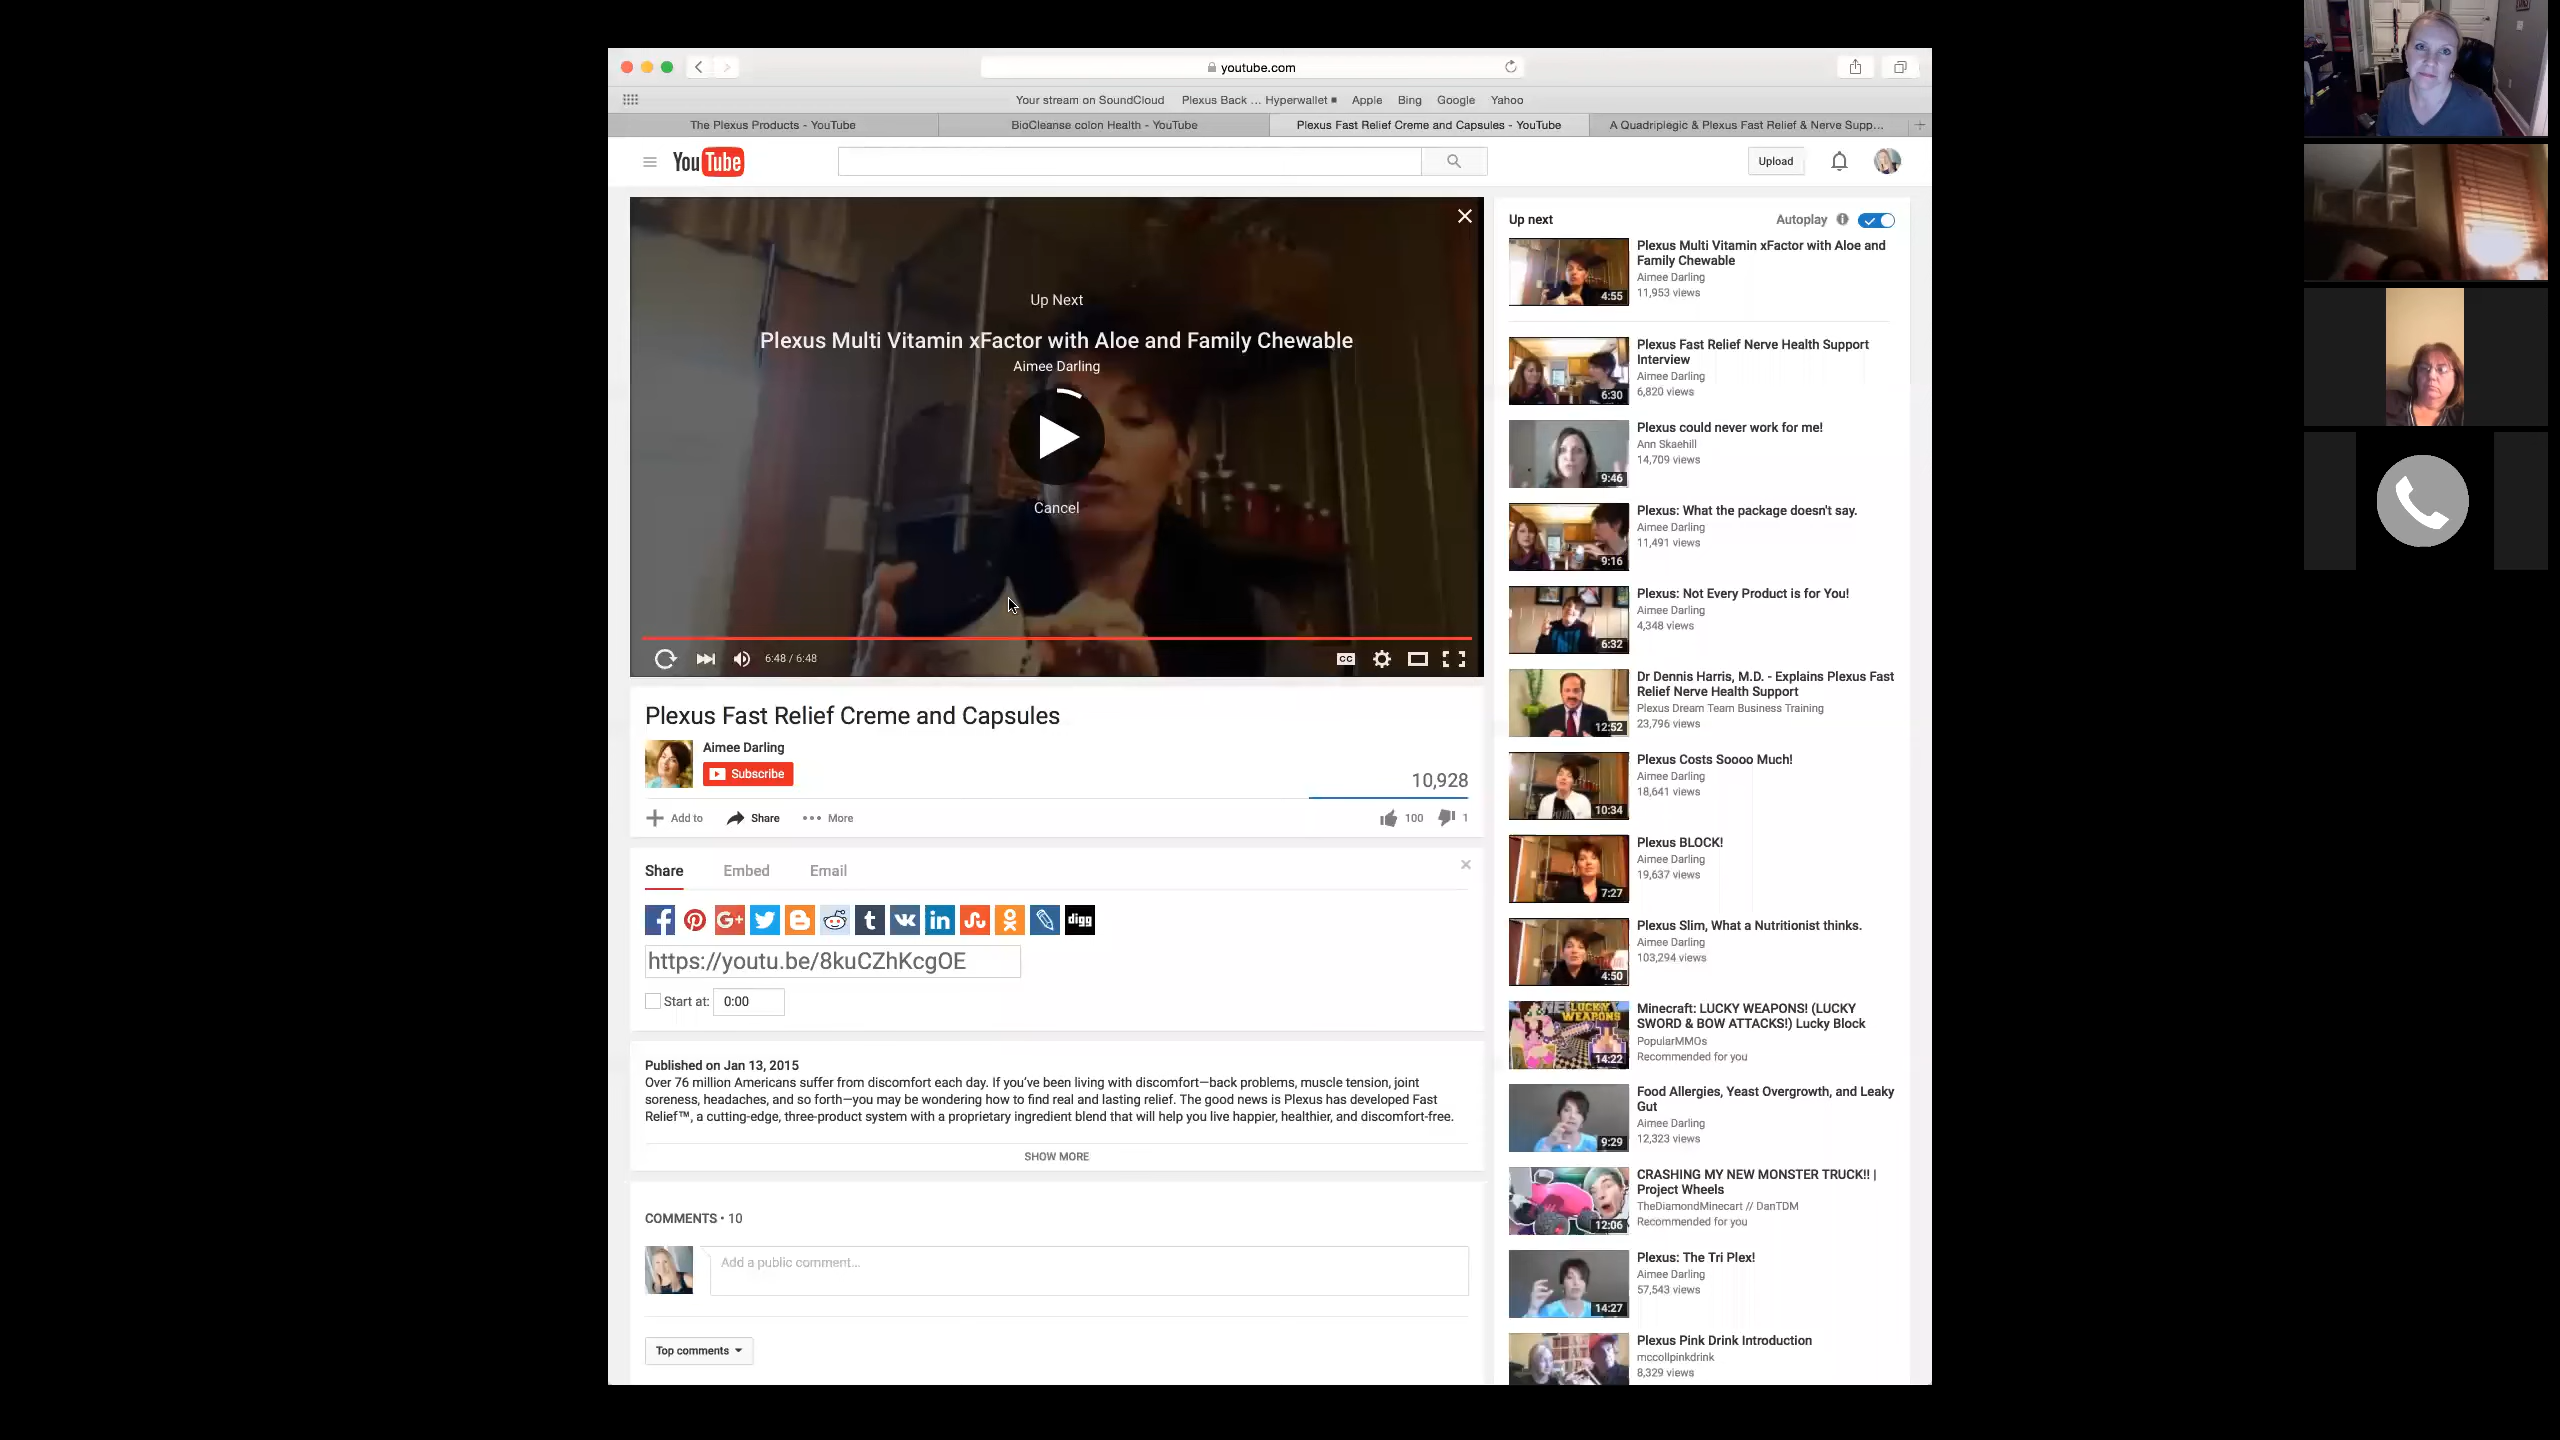 youtube.com
Your stream on SoundCloud Plexus Back ... Hyperwallet Apple Bing Google Yahoo
The Plexus Products - YouTube
BioCleanse colon Health - YouTube
Plexus Fast Relief Creme and Capsules - YouTube
A Quadriplegic & Plexus Fast Relief & Nerve Supp...
YouTube
Upload
Up Next
Plexus Multi Vitamin xFactor with Aloe and Family Chewable
Aimee Darling
Cancel
6:48 / 6:48
CC
Plexus Fast Relief Creme and Capsules
Aimee Darling
Subscribe
10,928
Add to Share More
100 1
Share Embed Email
G+ t in digg
https://youtu.be/8kuCZhKcgOE
Start at: 0:00
Published on Jan 13, 2015
Over 76 million Americans suffer from discomfort each day. If you've been living with discomfort—back problems, muscle tension, joint
soreness, headaches, and so forth—you may be wondering how to find real and lasting relief. The good news is Plexus has developed Fast
Relief™, a cutting-edge, three-product system with a proprietary ingredient blend that will help you live happier, healthier, and discomfort-free.
SHOW MORE
COMMENTS • 10
Add a public comment...
Top comments
Up next
Autoplay
Plexus Multi Vitamin xFactor with Aloe and
Family Chewable
Aimee Darling
11,953 views
4:55
Plexus Fast Relief Nerve Health Support
Interview
Aimee Darling
6,820 views
6:30
Plexus could never work for me!
Ann Skaehill
14,709 views
9:46
Plexus: What the package doesn't say.
Aimee Darling
11,491 views
9:16
Plexus: Not Every Product is for You!
Aimee Darling
4,348 views
6:32
Dr Dennis Harris, M.D. - Explains Plexus Fast
Relief Nerve Health Support
Plexus Dream Team Business Training
23,796 views
12:52
Plexus Costs Soooo Much!
Aimee Darling
18,641 views
10:34
Plexus BLOCK!
Aimee Darling
19,637 views
7:27
Plexus Slim, What a Nutritionist thinks.
Aimee Darling
103,294 views
4:50
Minecraft: LUCKY WEAPONS! (LUCKY
SWORD & BOW ATTACKS!) Lucky Block
PopularMMOs
Recommended for you
LUCKY
WEAPONS
14:22
Food Allergies, Yeast Overgrowth, and Leaky
Gut
Aimee Darling
12,323 views
9:29
CRASHING MY NEW MONSTER TRUCK!! |
Project Wheels
TheDiamondMinecart // DanTDM
Recommended for you
12:06
Plexus: The Tri Plex!
Aimee Darling
57,543 views
14:27
Plexus Pink Drink Introduction
mccollpinkdrink
8,329 views